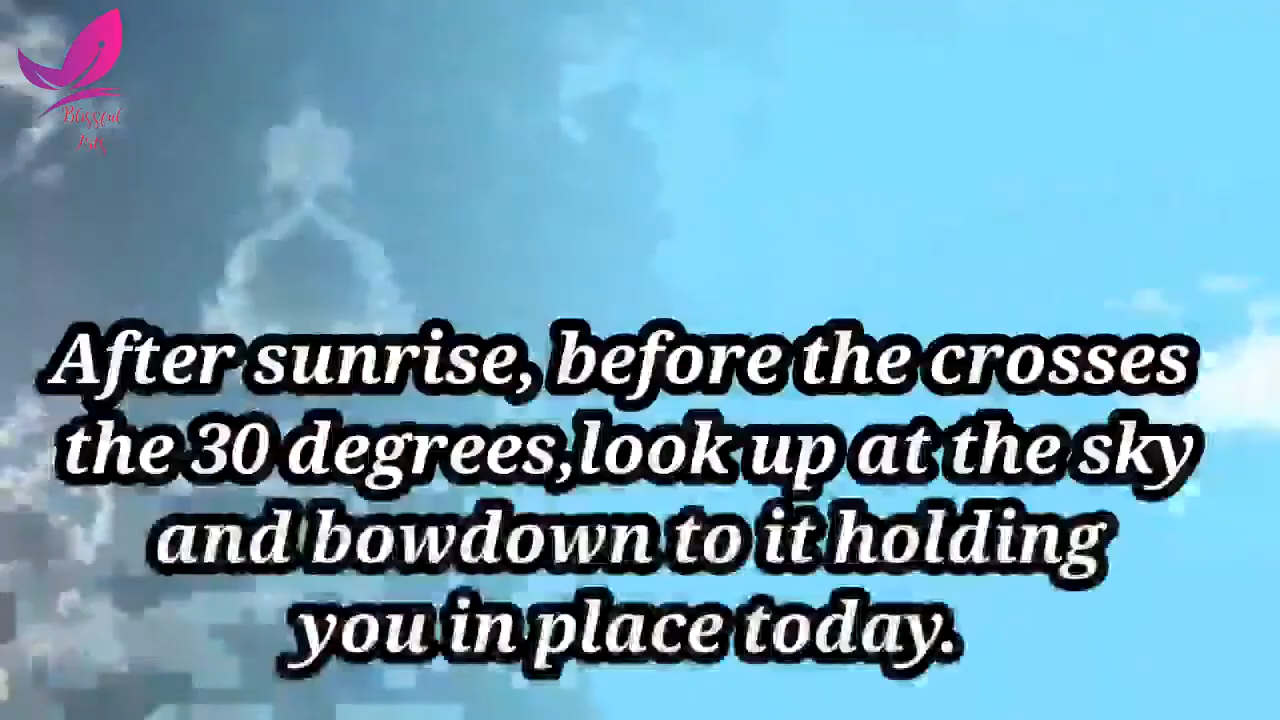 Blissful
After sunrise, before the crosses
the 30 degrees,look up at the sky
and bowdown to it holding
you in place today.